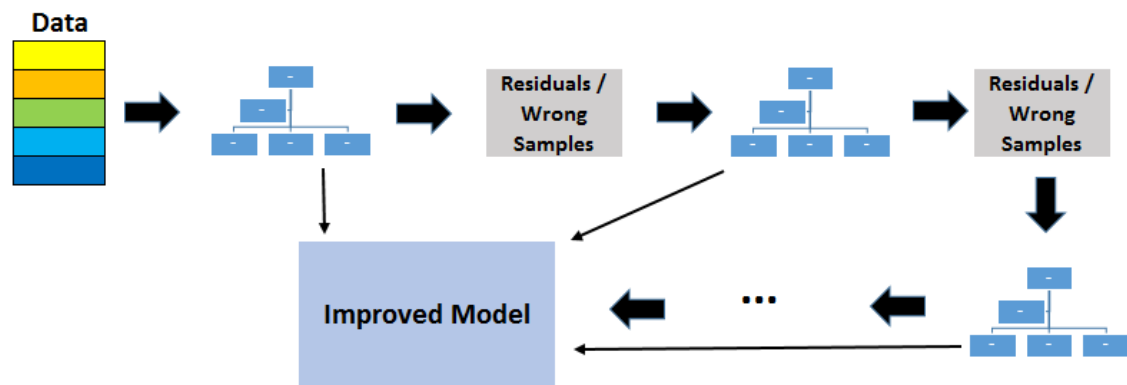 Data
-
-
- - -
Residuals /
Wrong
Samples
-
-
- - -
Residuals /
Wrong
Samples
Improved Model
...
-
-
- - -